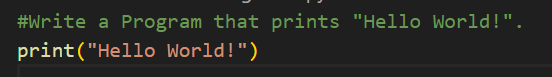 #Write a Program that prints "Hello World!".
print("Hello World!")